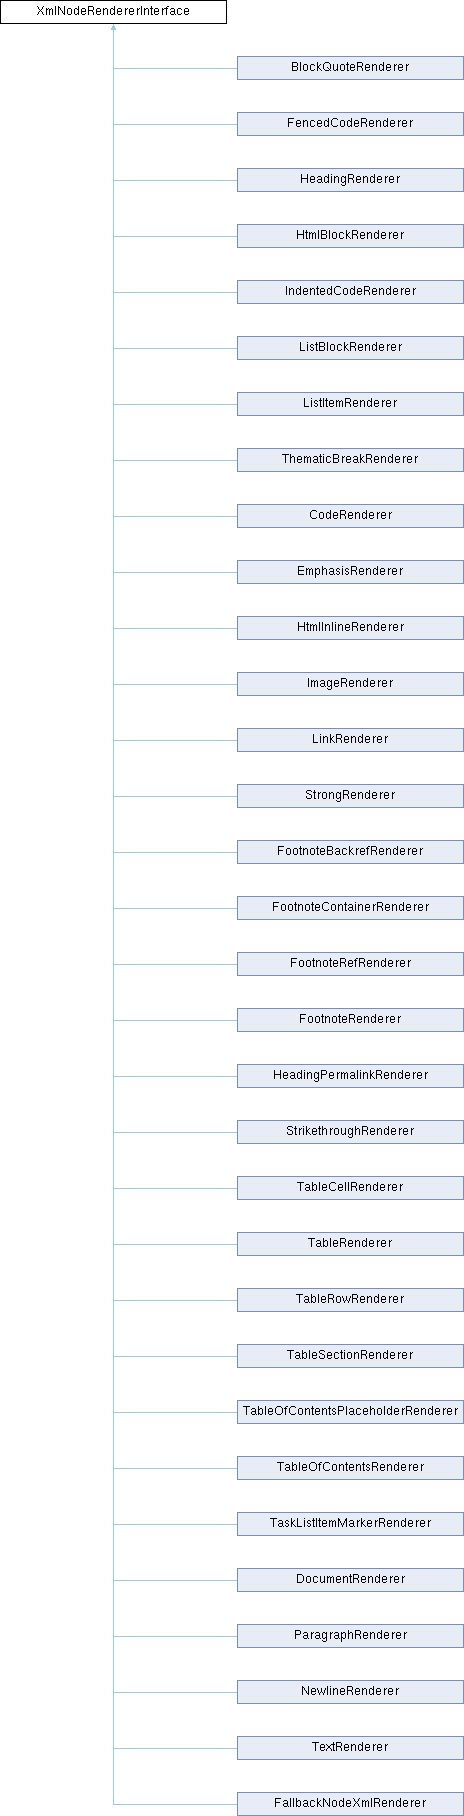 XmlNodeRendererInterface
BlockQuoteRenderer
FencedCodeRenderer
HeadingRenderer
HtmlBlockRenderer
IndentedCodeRenderer
ListBlockRenderer
ListItemRenderer
ThematicBreakRenderer
CodeRenderer
EmphasisRenderer
HtmlInlineRenderer
ImageRenderer
LinkRenderer
StrongRenderer
FootnoteBackrefRenderer
FootnoteContainerRenderer
FootnoteRefRenderer
FootnoteRenderer
HeadingPermalinkRenderer
StrikethroughRenderer
TableCellRenderer
TableRenderer
TableRowRenderer
TableSectionRenderer
TableOfContentsPlaceholderRenderer
TableOfContentsRenderer
TaskListItemMarkerRenderer
DocumentRenderer
ParagraphRenderer
NewlineRenderer
TextRenderer
FallbackNodeXmlRenderer